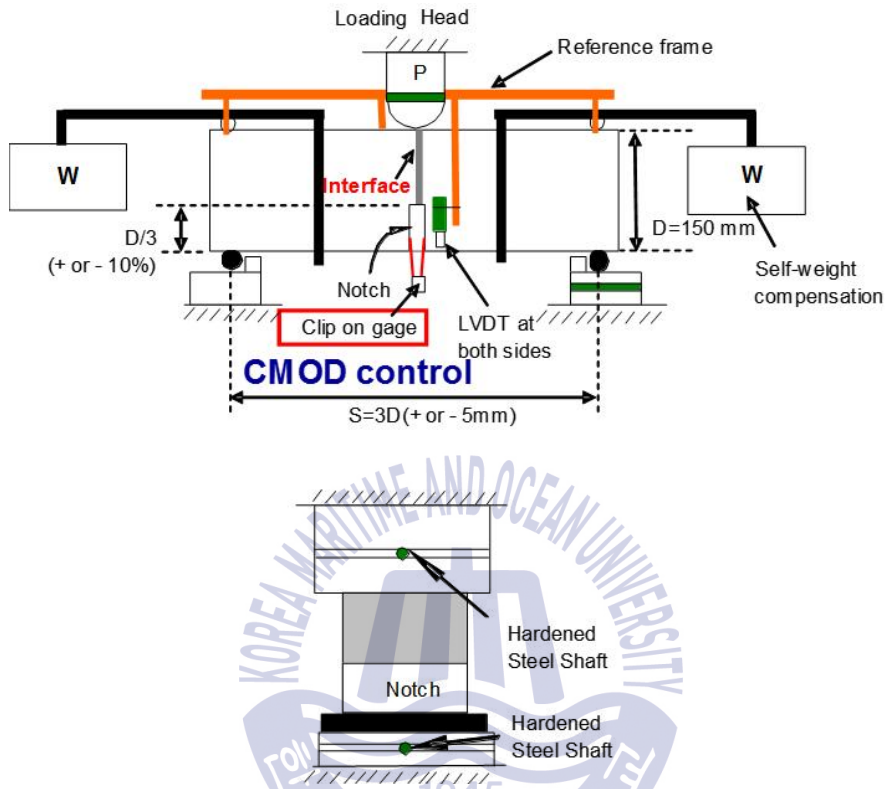 Loading Head
Reference frame
P
W
W
Interface
D/3
(+ or - 10%)
D=150 mm
Notch
Self-weight
compensation
Clip on gage
LVDT at
both sides
CMOD control
S=3D(+ or - 5mm)
KOREA MARITIME AND OCEAN UNIVERSITY
Hardened
Steel Shaft
Notch
Hardened
Steel Shaft